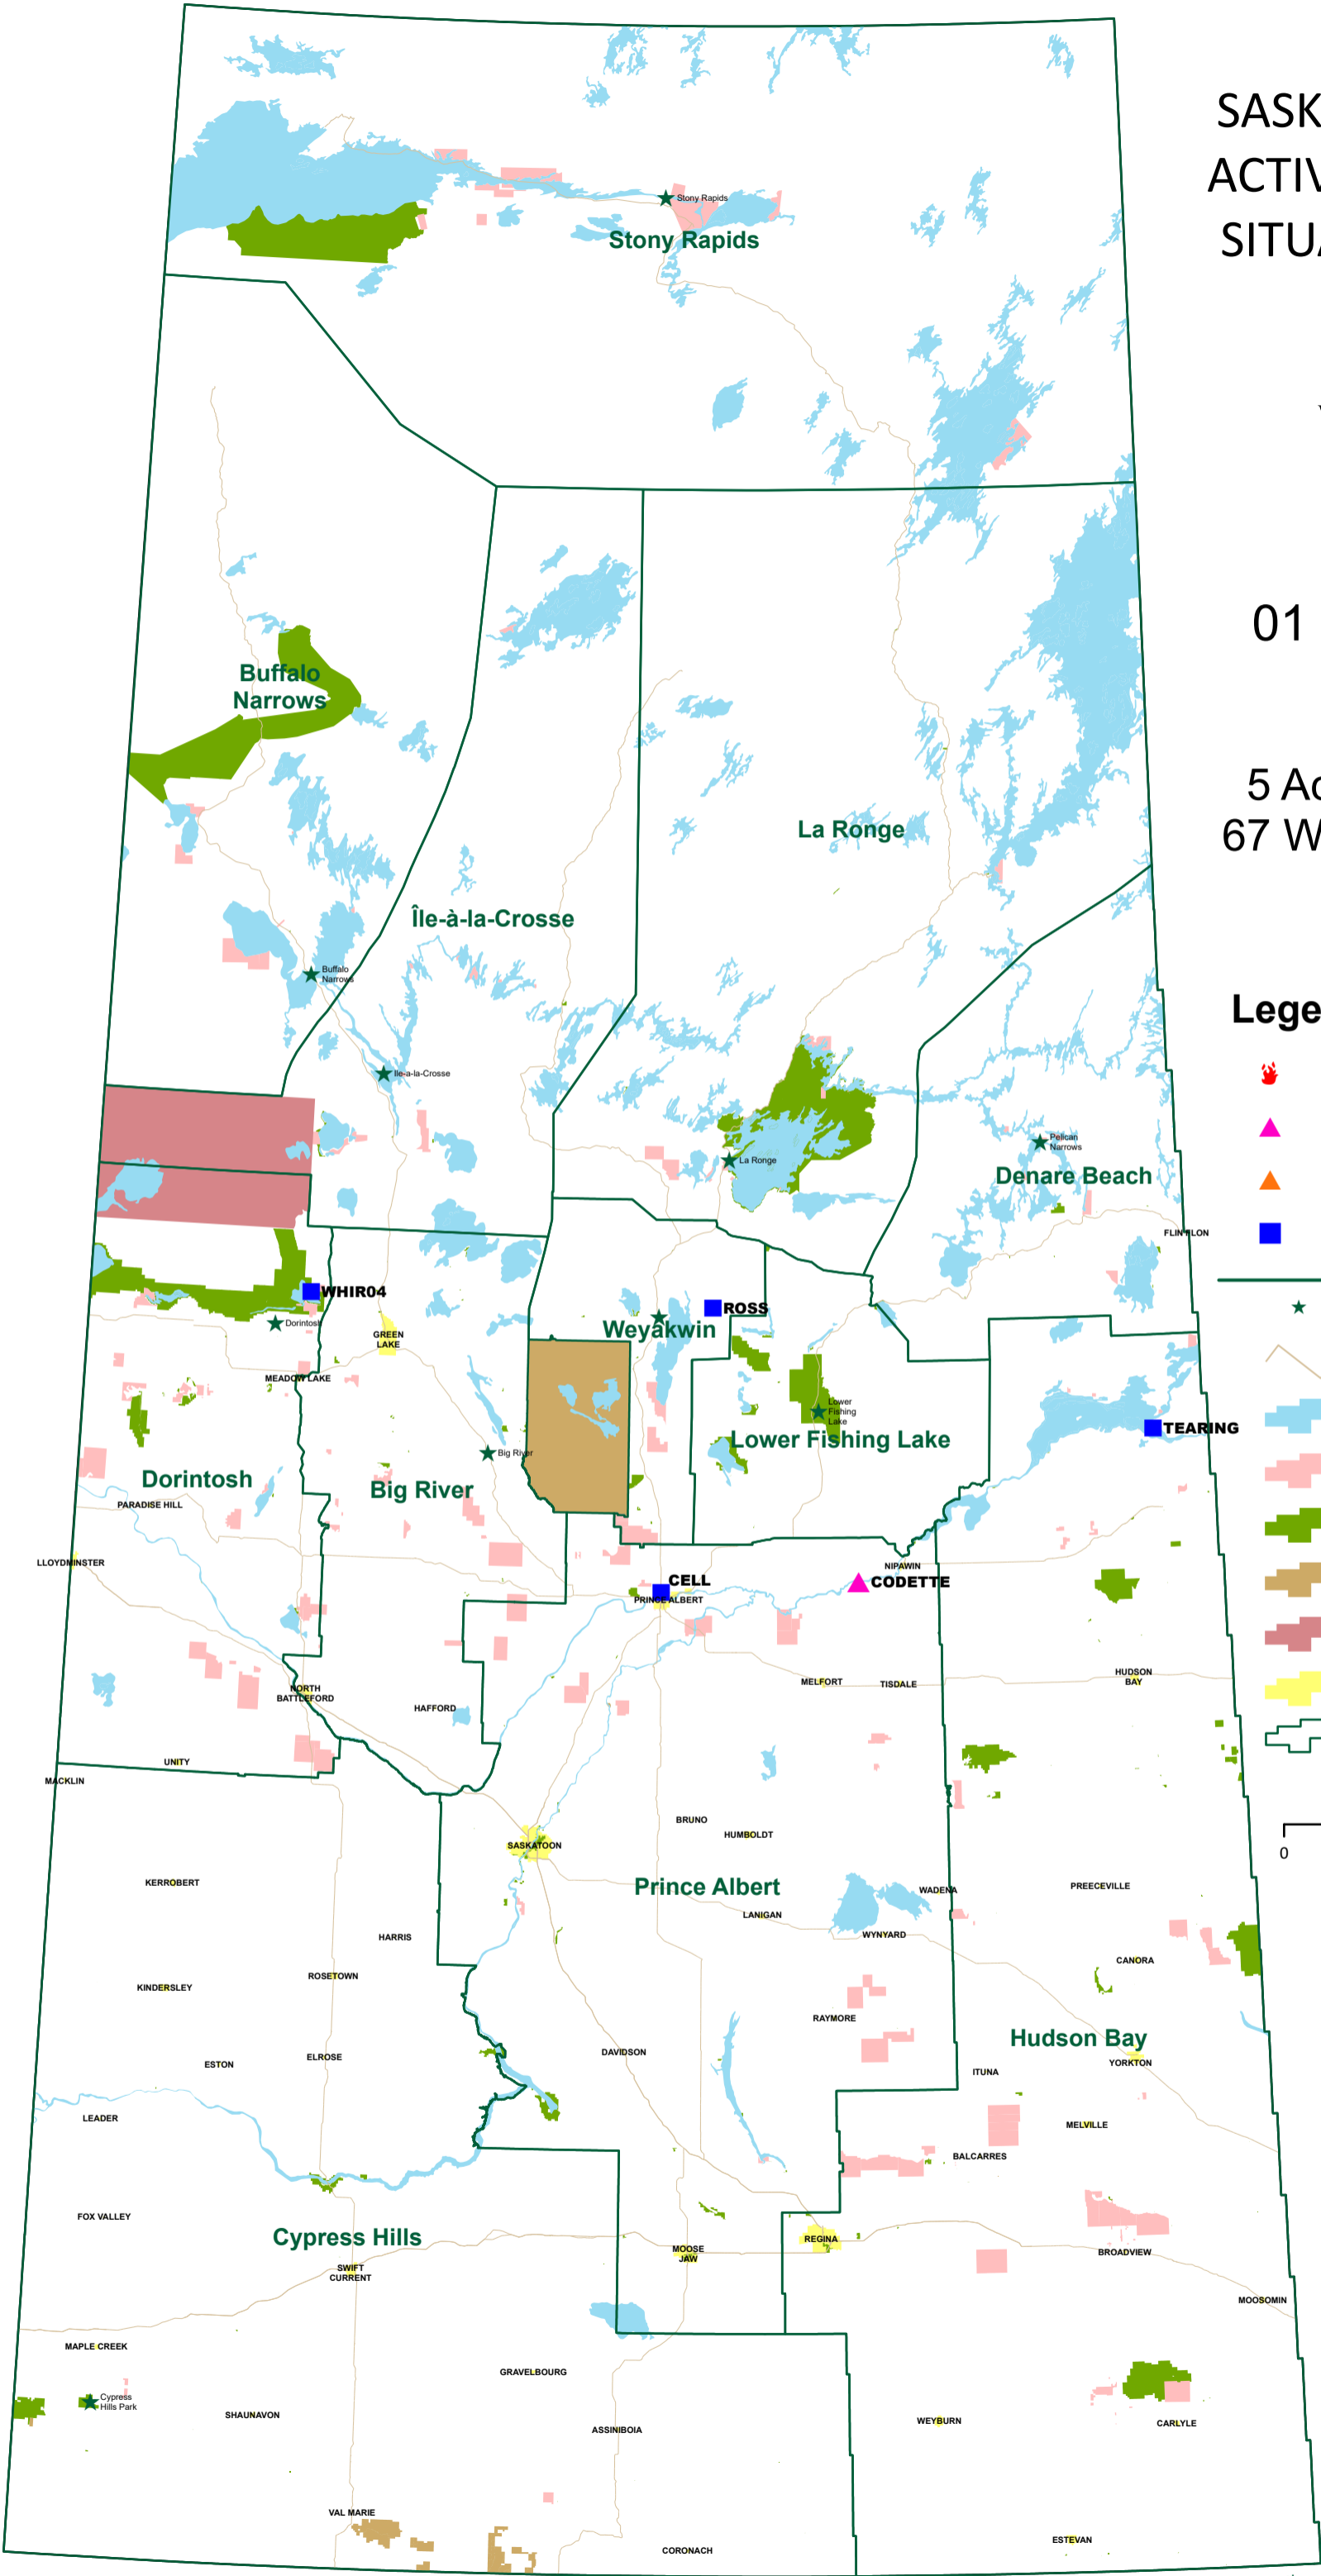 SASK
ACTIV
SITUA
Stony Rapids
Stony Rapids
01
Buffalo
Narrows
5 Ac
67 W
La Ronge
Île-à-la-Crosse
Buffalo
Narrows
Lege
Ile-a-la-Crosse
Pelican
Narrows
La Ronge
Denare Beach
FLIN FLON
WHIR04
ROSS
Dorintosh
Weyakwin
GREEN
LAKE
MEADOW LAKE
Lower
Fishing
Lake
TEARING
Lower Fishing Lake
Big River
Dorintosh
Big River
PARADISE HILL
LLOYDMINSTER
NIPAWIN
CELL
CODETTE
PRINCE ALBERT
HUDSON
BAY
MELFORT
TISDALE
NORTH
BATTLEFORD
HAFFORD
UNITY
MACKLIN
BRUNO
HUMBOLDT
SASKATOON
0
KERROBERT
Prince Albert
WADENA
PREECEVILLE
LANIGAN
WYNYARD
HARRIS
CANORA
ROSETOWN
KINDERSLEY
RAYMORE
Hudson Bay
DAVIDSON
ELROSE
ESTON
YORKTON
ITUNA
LEADER
MELVILLE
BALCARRES
FOX VALLEY
Cypress Hills
REGINA
MOOSE
JAW
BROADVIEW
SWIFT
CURRENT
MOOSOMIN
MAPLE CREEK
GRAVELBOURG
Cypress
Hills Park
SHAUNAVON
WEYBURN
CARLYLE
ASSINIBOIA
VAL MARIE
ESTEVAN
CORONACH